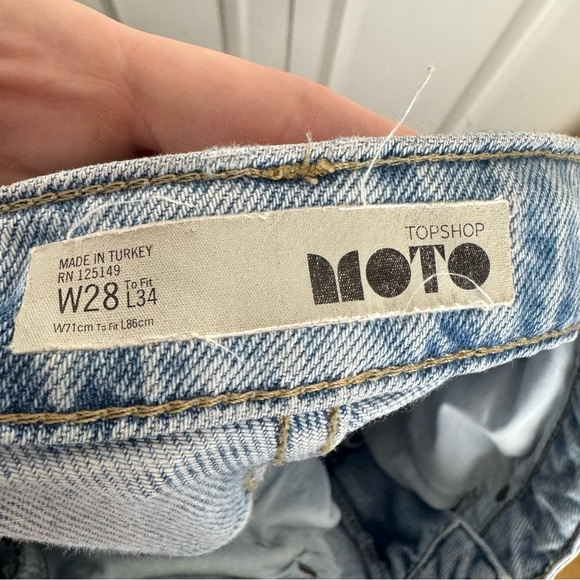 MADE IN TURKEY
RN 125149
W28 To Fit L34
W71cm To Fit L86cm
TOPSHOP
MOTO